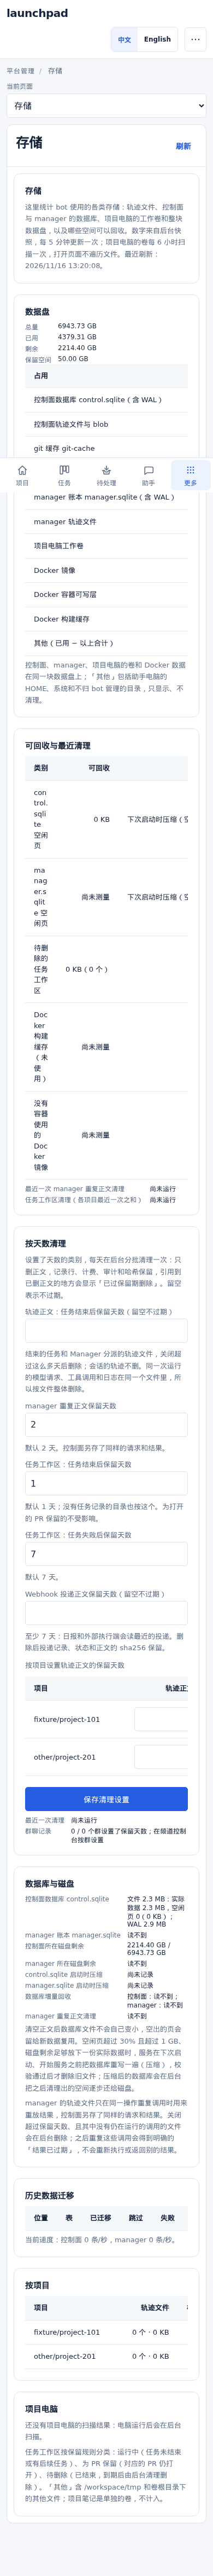 launchpad
中文 English ···
平台管理 / 存储
当前页面
存储
存储
刷新
存储
这里统计 bot 使用的各类存储：轨迹文件、控制面与 manager 的数据库、项目电脑的工作卷和整块数据盘，以及哪些空间可以回收。数字来自后台快照，每 5 分钟更新一次；项目电脑的卷每 6 小时扫描一次，打开页面不遍历文件。最近刷新：2026/11/16 13:20:08。
数据盘
总量 6943.73 GB
已用 4379.31 GB
剩余 2214.40 GB
保留空间 50.00 GB
占用
控制面数据库 control.sqlite（含 WAL）
控制面轨迹文件与 blob
git 缓存 git-cache
项目 任务 待处理 助手 更多
manager 账本 manager.sqlite（含 WAL）
manager 轨迹文件
项目电脑工作卷
Docker 镜像
Docker 容器可写层
Docker 构建缓存
其他（已用 − 以上合计）
控制面、manager、项目电脑的卷和 Docker 数据在同一块数据盘上；「其他」包括助手电脑的 HOME、系统和不归 bot 管理的目录，只显示、不清理。
可回收与最近清理
类别 可回收
control.sqlite 空闲页 0 KB 下次启动时压缩（空
manager.sqlite 空闲页 尚未测量 下次启动时压缩（空
待删除的任务工作区 0 KB（0 个）
Docker 构建缓存（未使用） 尚未测量
没有容器使用的 Docker 镜像 尚未测量
最近一次 manager 重复正文清理 尚未运行
任务工作区清理（各项目最近一次之和） 尚未运行
按天数清理
设置了天数的类别，每天在后台分批清理一次：只删正文，记录行、计费、审计和哈希保留，引用到已删正文的地方会显示「已过保留期删除」。留空表示不过期。
轨迹正文：任务结束后保留天数（留空不过期）
结束的任务和 Manager 分派的轨迹文件，关闭超过这么多天后删除；会话的轨迹不删。同一次运行的模型请求、工具调用和日志在同一个文件里，所以按文件整体删除。
manager 重复正文保留天数
2
默认 2 天。控制面另存了同样的请求和结果。
任务工作区：任务结束后保留天数
1
默认 1 天；没有任务记录的目录也按这个。为打开的 PR 保留的不受影响。
任务工作区：任务失败后保留天数
7
默认 7 天。
Webhook 投递正文保留天数（留空不过期）
至少 7 天：日报和外部执行端会读最近的投递。删除后投递记录、状态和正文的 sha256 保留。
按项目设置轨迹正文的保留天数
项目 轨迹正文
fixture/project-101
other/project-201
保存清理设置
最近一次清理 尚未运行
群聊记录 0 / 0 个群设置了保留天数；在频道控制台按群设置
数据库与磁盘
控制面数据库 control.sqlite 文件 2.3 MB；实际数据 2.3 MB，空闲页 0（0 KB）；WAL 2.9 MB
manager 账本 manager.sqlite 读不到
控制面所在磁盘剩余 2214.40 GB / 6943.73 GB
manager 所在磁盘剩余 读不到
control.sqlite 启动时压缩 尚未记录
manager.sqlite 启动时压缩 尚未记录
数据库增量回收 控制面：读不到；manager：读不到
manager 重复正文清理 读不到
清空正文后数据库文件不会自己变小，空出的页会留给新数据复用。空闲页超过 30% 且超过 1 GB、磁盘剩余足够放下一份实际数据时，服务在下次启动、开始服务之前把数据库重写一遍（压缩），校验通过后才删除旧文件；压缩后的数据库会在后台把之后清理出的空间逐步还给磁盘。
manager 的轨迹文件只在同一操作重复调用时用来重放结果，控制面另存了同样的请求和结果。关闭超过保留天数、且其中没有仍在运行的调用的文件会在后台删除；之后重复这些调用会得到明确的「结果已过期」，不会重新执行或返回别的结果。
历史数据迁移
位置 表 已迁移 跳过 失败
当前速度：控制面 0 条/秒，manager 0 条/秒。
按项目
项目 轨迹文件
fixture/project-101 0 个 · 0 KB
other/project-201 0 个 · 0 KB
项目电脑
还没有项目电脑的扫描结果：电脑运行后会在后台扫描。
任务工作区按保留规则分类：运行中（任务未结束或有后续任务）、为 PR 保留（对应的 PR 仍打开）、待删除（已结束，到期后由后台清理删除）。「其他」含 /workspace/tmp 和卷根目录下的其他文件；项目笔记是单独的卷，不计入。